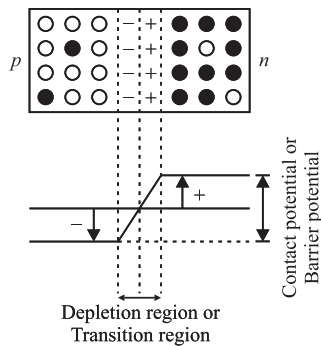 p
− +
− +
− +
− +
n
+
−
Contact potential or
Barrier potential
Depletion region or
Transition region